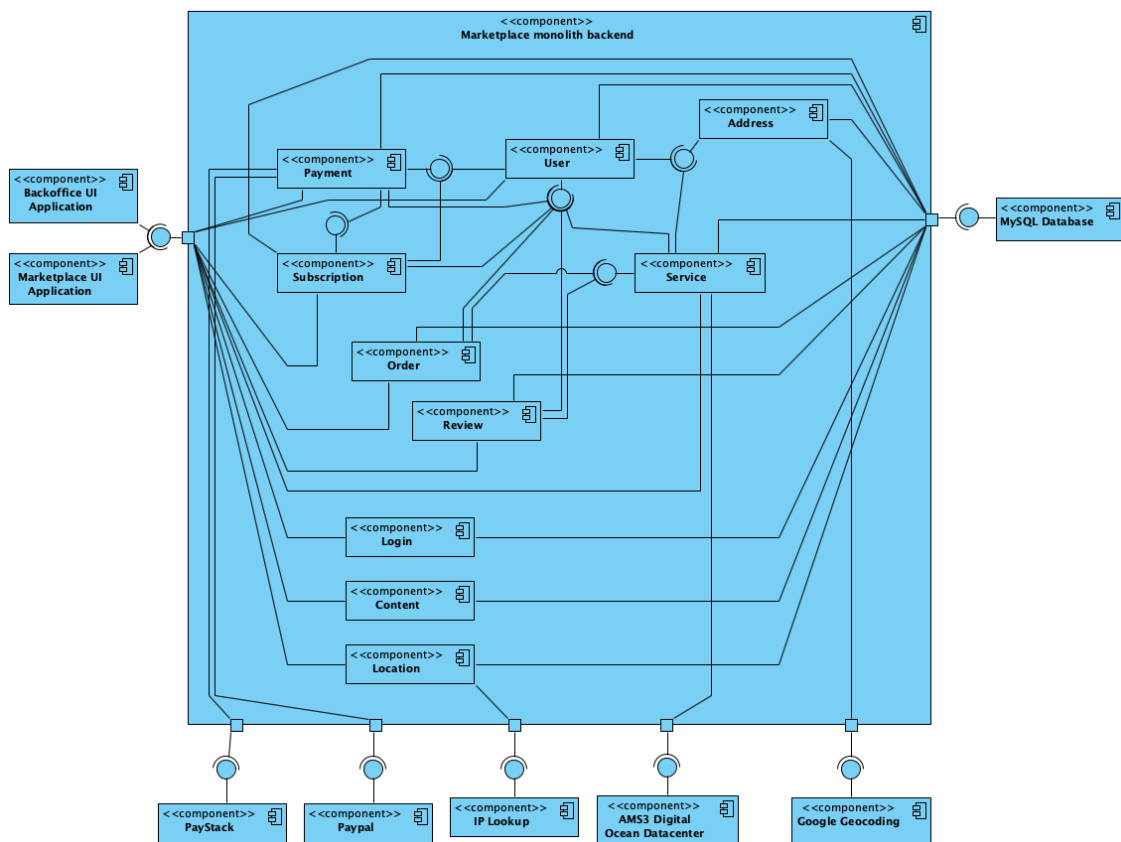 <<component>>
Marketplace monolith backend
<<component>>
Address
<<component>>
User
<<component>>
Payment
<<component>>
Backoffice UI
Application
<<component>>
MySQL Database
<<component>>
Marketplace UI
Application
<<component>>
Subscription
<<component>>
Service
<<component>>
Order
<<component>>
Review
<<component>>
Login
<<component>>
Content
<<component>>
Location
<<component>>
PayStack
<<component>>
Paypal
<<component>>
IP Lookup
<<component>>
AMS3 Digital
Ocean Datacenter
<<component>>
Google Geocoding